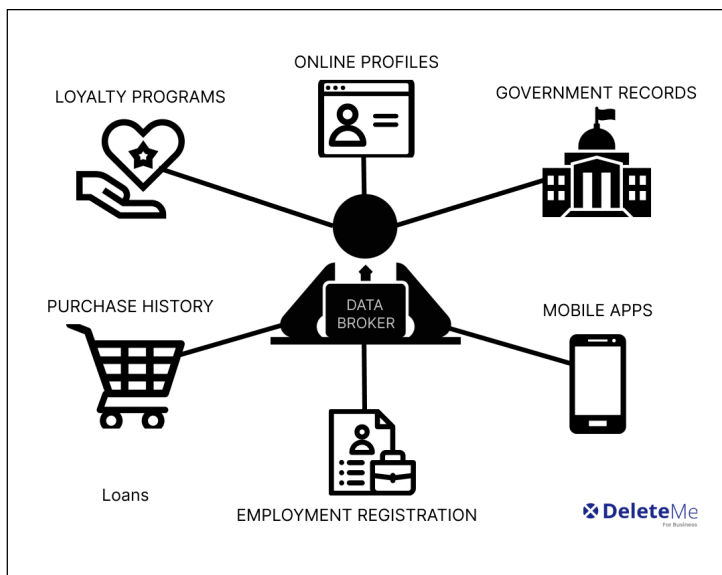 ONLINE PROFILES
LOYALTY PROGRAMS
GOVERNMENT RECORDS
DATA
BROKER
PURCHASE HISTORY
MOBILE APPS
Loans
EMPLOYMENT REGISTRATION
DeleteMe
For Business